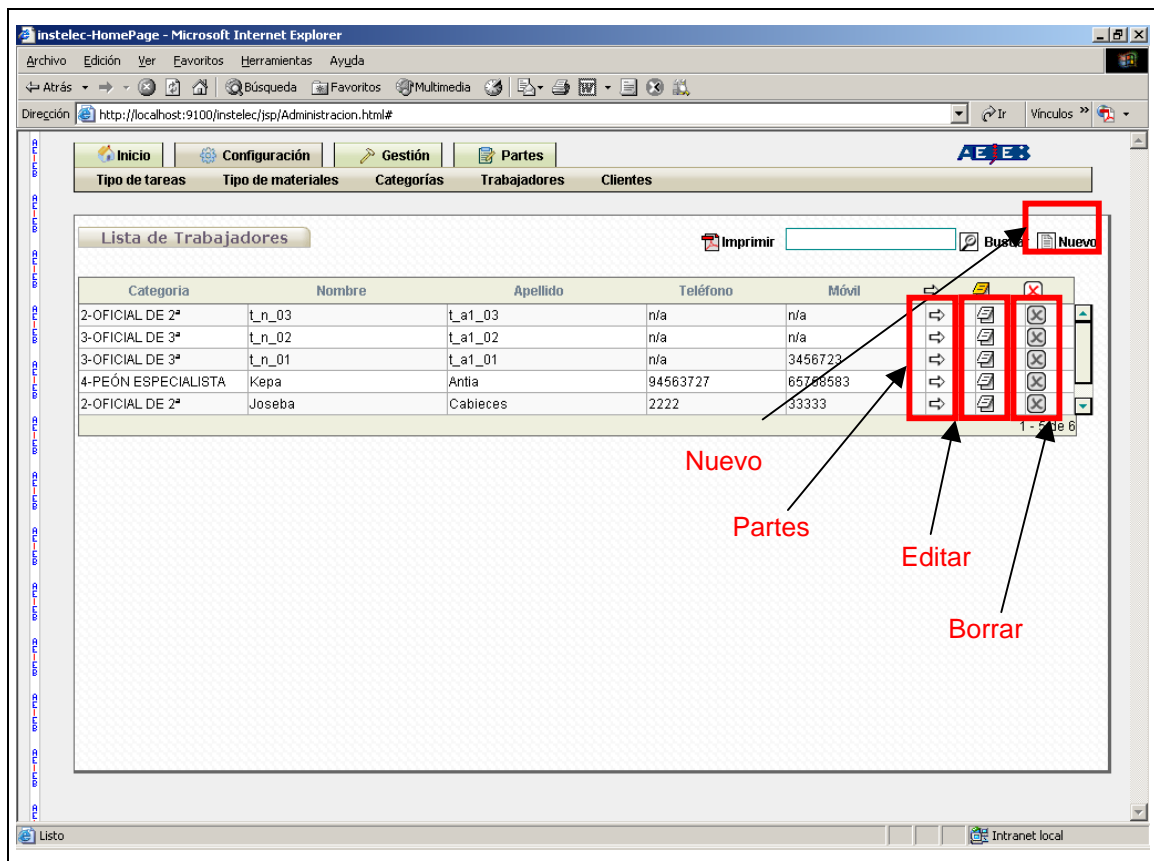 instelec-HomePage - Microsoft Internet Explorer
Archivo Edición Ver Favoritos Herramientas Ayuda
Atrás Búsqueda Favoritos Multimedia
Dirección http://localhost:9100/instelec/jsp/Administracion.html# Ir Vínculos »
Inicio Configuración Gestión Partes AEIEB
Tipo de tareas Tipo de materiales Categorías Trabajadores Clientes
Lista de Trabajadores Imprimir Buscar Nuevo
Categoria Nombre Apellido Teléfono Móvil
2-OFICIAL DE 2ª t_n_03 t_a1_03 n/a n/a
3-OFICIAL DE 3ª t_n_02 t_a1_02 n/a n/a
3-OFICIAL DE 3ª t_n_01 t_a1_01 n/a 3456723
4-PEÓN ESPECIALISTA Kepa Antia 94563727 65768583
2-OFICIAL DE 2ª Joseba Cabieces 2222 33333
1 - 5 de 6
Nuevo
Partes
Editar
Borrar
Listo Intranet local